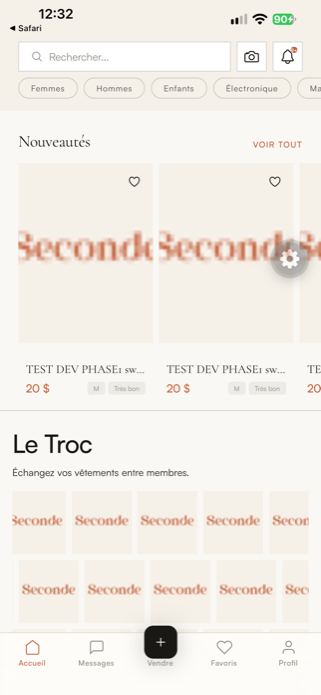 12:32
90
◀ Safari
Rechercher...
Femmes Hommes Enfants Électronique Ma
Nouveautés VOIR TOUT
Seconde Seconde
TEST DEV PHASE1 sw... TEST DEV PHASE1 sw... TE
20 $ M Très bon 20 $ M Très bon 20
Le Troc
Échangez vos vêtements entre membres.
Seconde Seconde Seconde Seconde Secon
Seconde Seconde Seconde Seconde Sec
Accueil Messages Vendre Favoris Profil